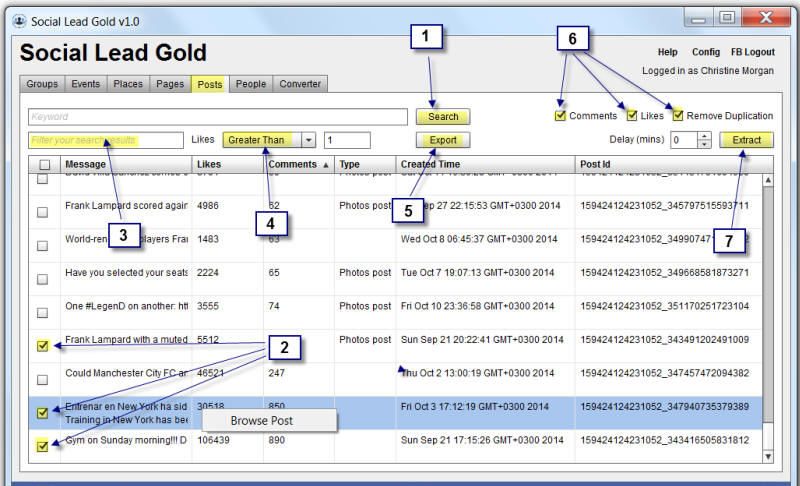 Social Lead Gold v1.0
Social Lead Gold
Help Config FB Logout
Logged in as Christine Morgan
Groups Events Places Pages Posts People Converter
1
6
Keyword
Search
Comments Likes Remove Duplication
Filter your search results
Likes Greater Than 1
Export
Delay (mins) 0
Extract
Message Likes Comments Type Created Time Post Id
Frank Lampard scored again 4986 62 Photos post 27 22:15:53 GMT+0300 2014 159424124231052_345797515593711
3
4
5
7
World-ren players Fran 1483 63 Wed Oct 8 06:45:37 GMT+0300 2014
Have you selected your seats 2224 65 Photos post Tue Oct 7 19:07:13 GMT+0300 2014 159424124231052_349668581873271
One #LegenD on another: htt 3555 74 Photos post Fri Oct 10 23:36:58 GMT+0300 2014 159424124231052_351170251723104
Frank Lampard with a muted 5512 Photos post Sun Sep 21 20:22:41 GMT+0300 2014 159424124231052_343491202491009
2
Could Manchester City FC an 46521 247 Thu Oct 2 13:00:19 GMT+0300 2014 159424124231052_347457472094382
Entrenar en New York ha sid 30518 850 Fri Oct 3 17:12:19 GMT+0300 2014 159424124231052_347940735379389
Training in New York has bee
Browse Post
Gym on Sunday morning!!! D 106439 890 Sun Sep 21 17:15:26 GMT+0300 2014 159424124231052_343416505831812